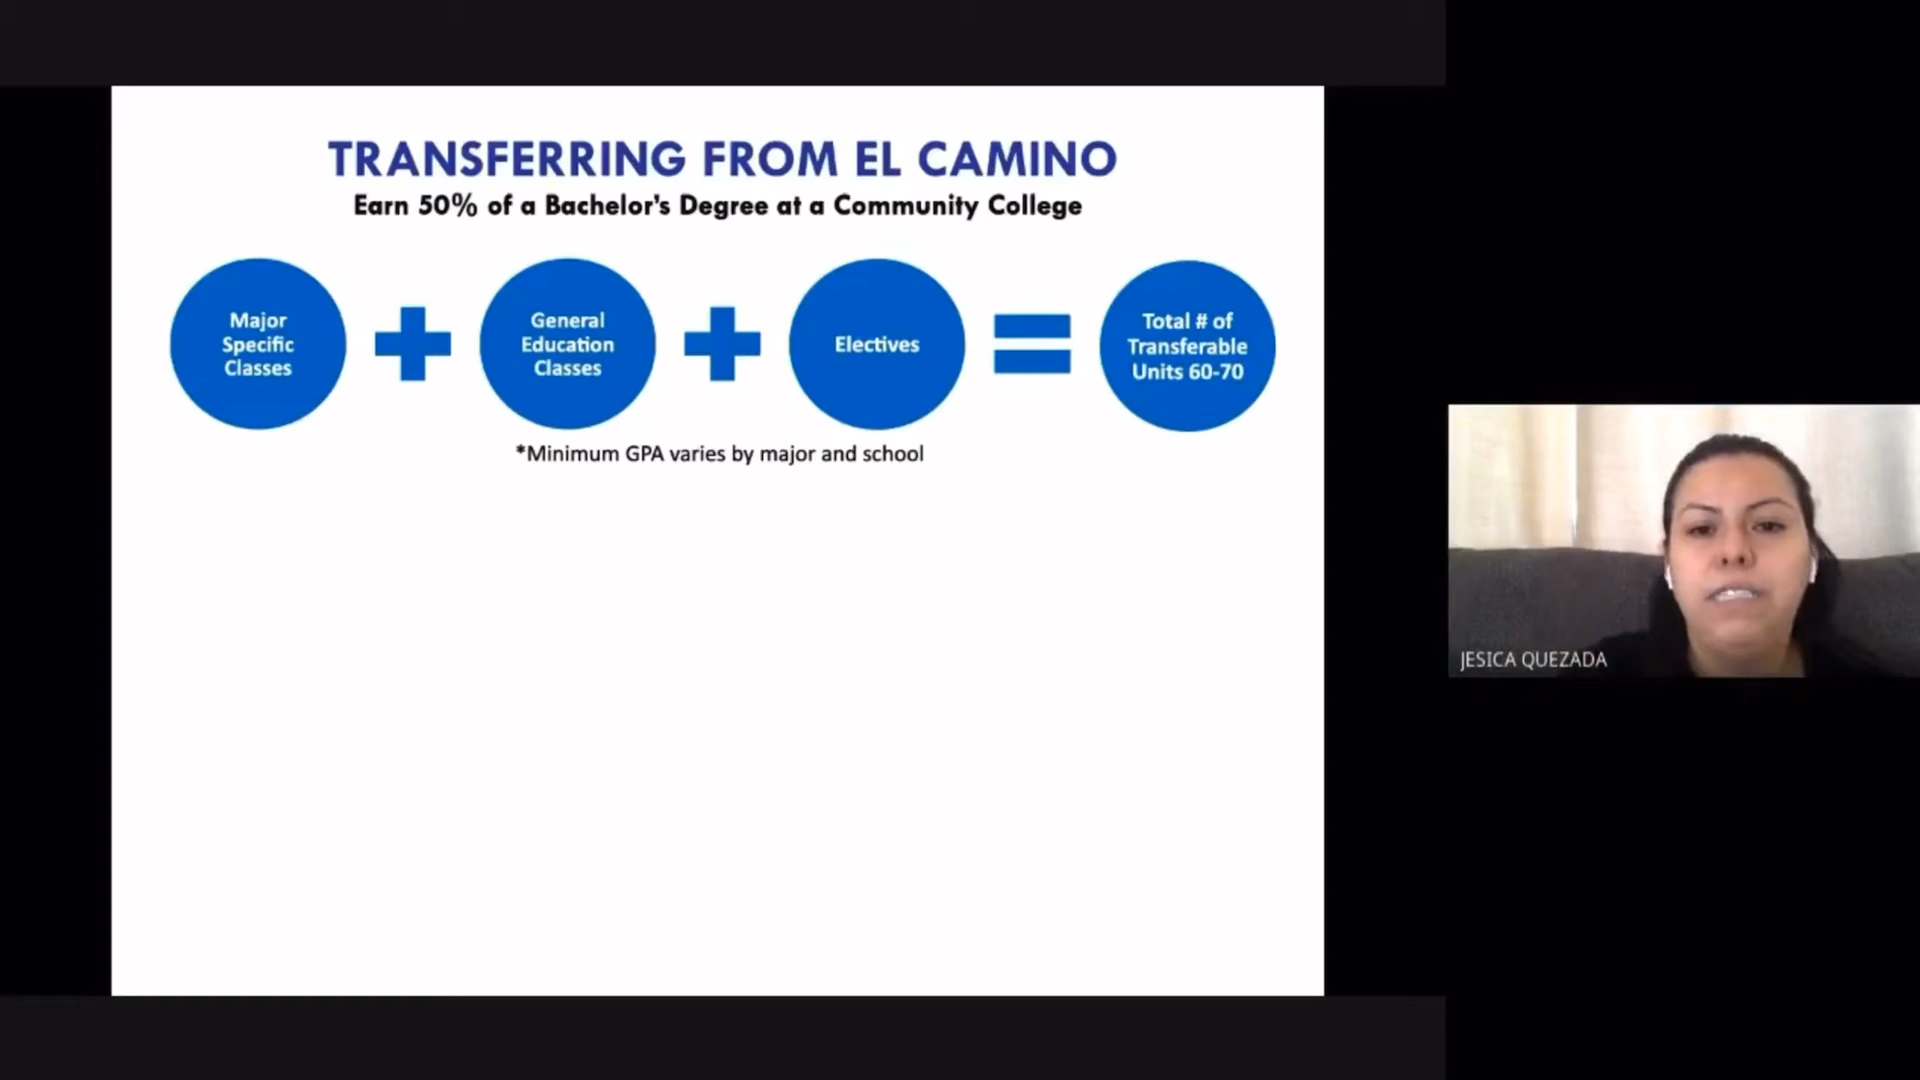 TRANSFERRING FROM EL CAMINO
Earn 50% of a Bachelor's Degree at a Community College
Major
Specific
Classes
General
Education
Classes
Electives
Total # of
Transferable
Units 60-70
*Minimum GPA varies by major and school
JESICA QUEZADA